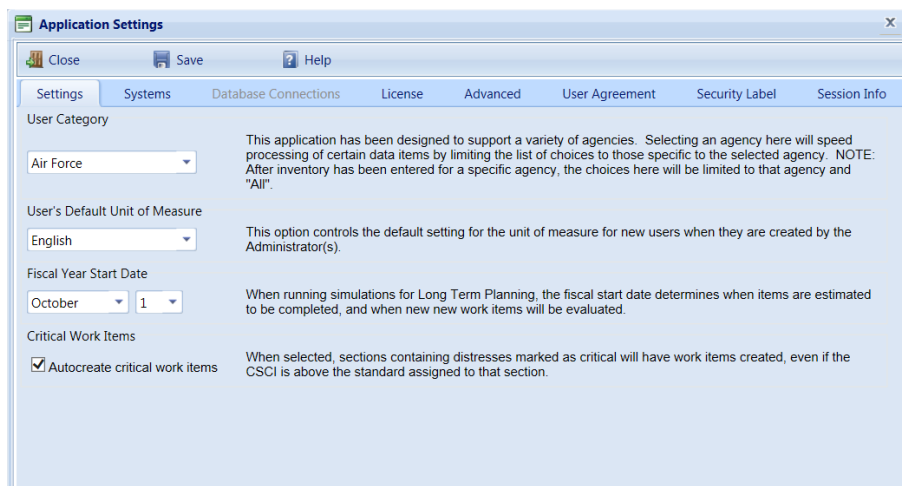 Application Settings
x
Close Save Help
Settings Systems Database Connections License Advanced User Agreement Security Label Session Info
User Category
Air Force
This application has been designed to support a variety of agencies. Selecting an agency here will speed
processing of certain data items by limiting the list of choices to those specific to the selected agency. NOTE:
After inventory has been entered for a specific agency, the choices here will be limited to that agency and
"All".
User's Default Unit of Measure
English
This option controls the default setting for the unit of measure for new users when they are created by the
Administrator(s).
Fiscal Year Start Date
October 1
When running simulations for Long Term Planning, the fiscal start date determines when items are estimated
to be completed, and when new new work items will be evaluated.
Critical Work Items
Autocreate critical work items
When selected, sections containing distresses marked as critical will have work items created, even if the
CSCI is above the standard assigned to that section.